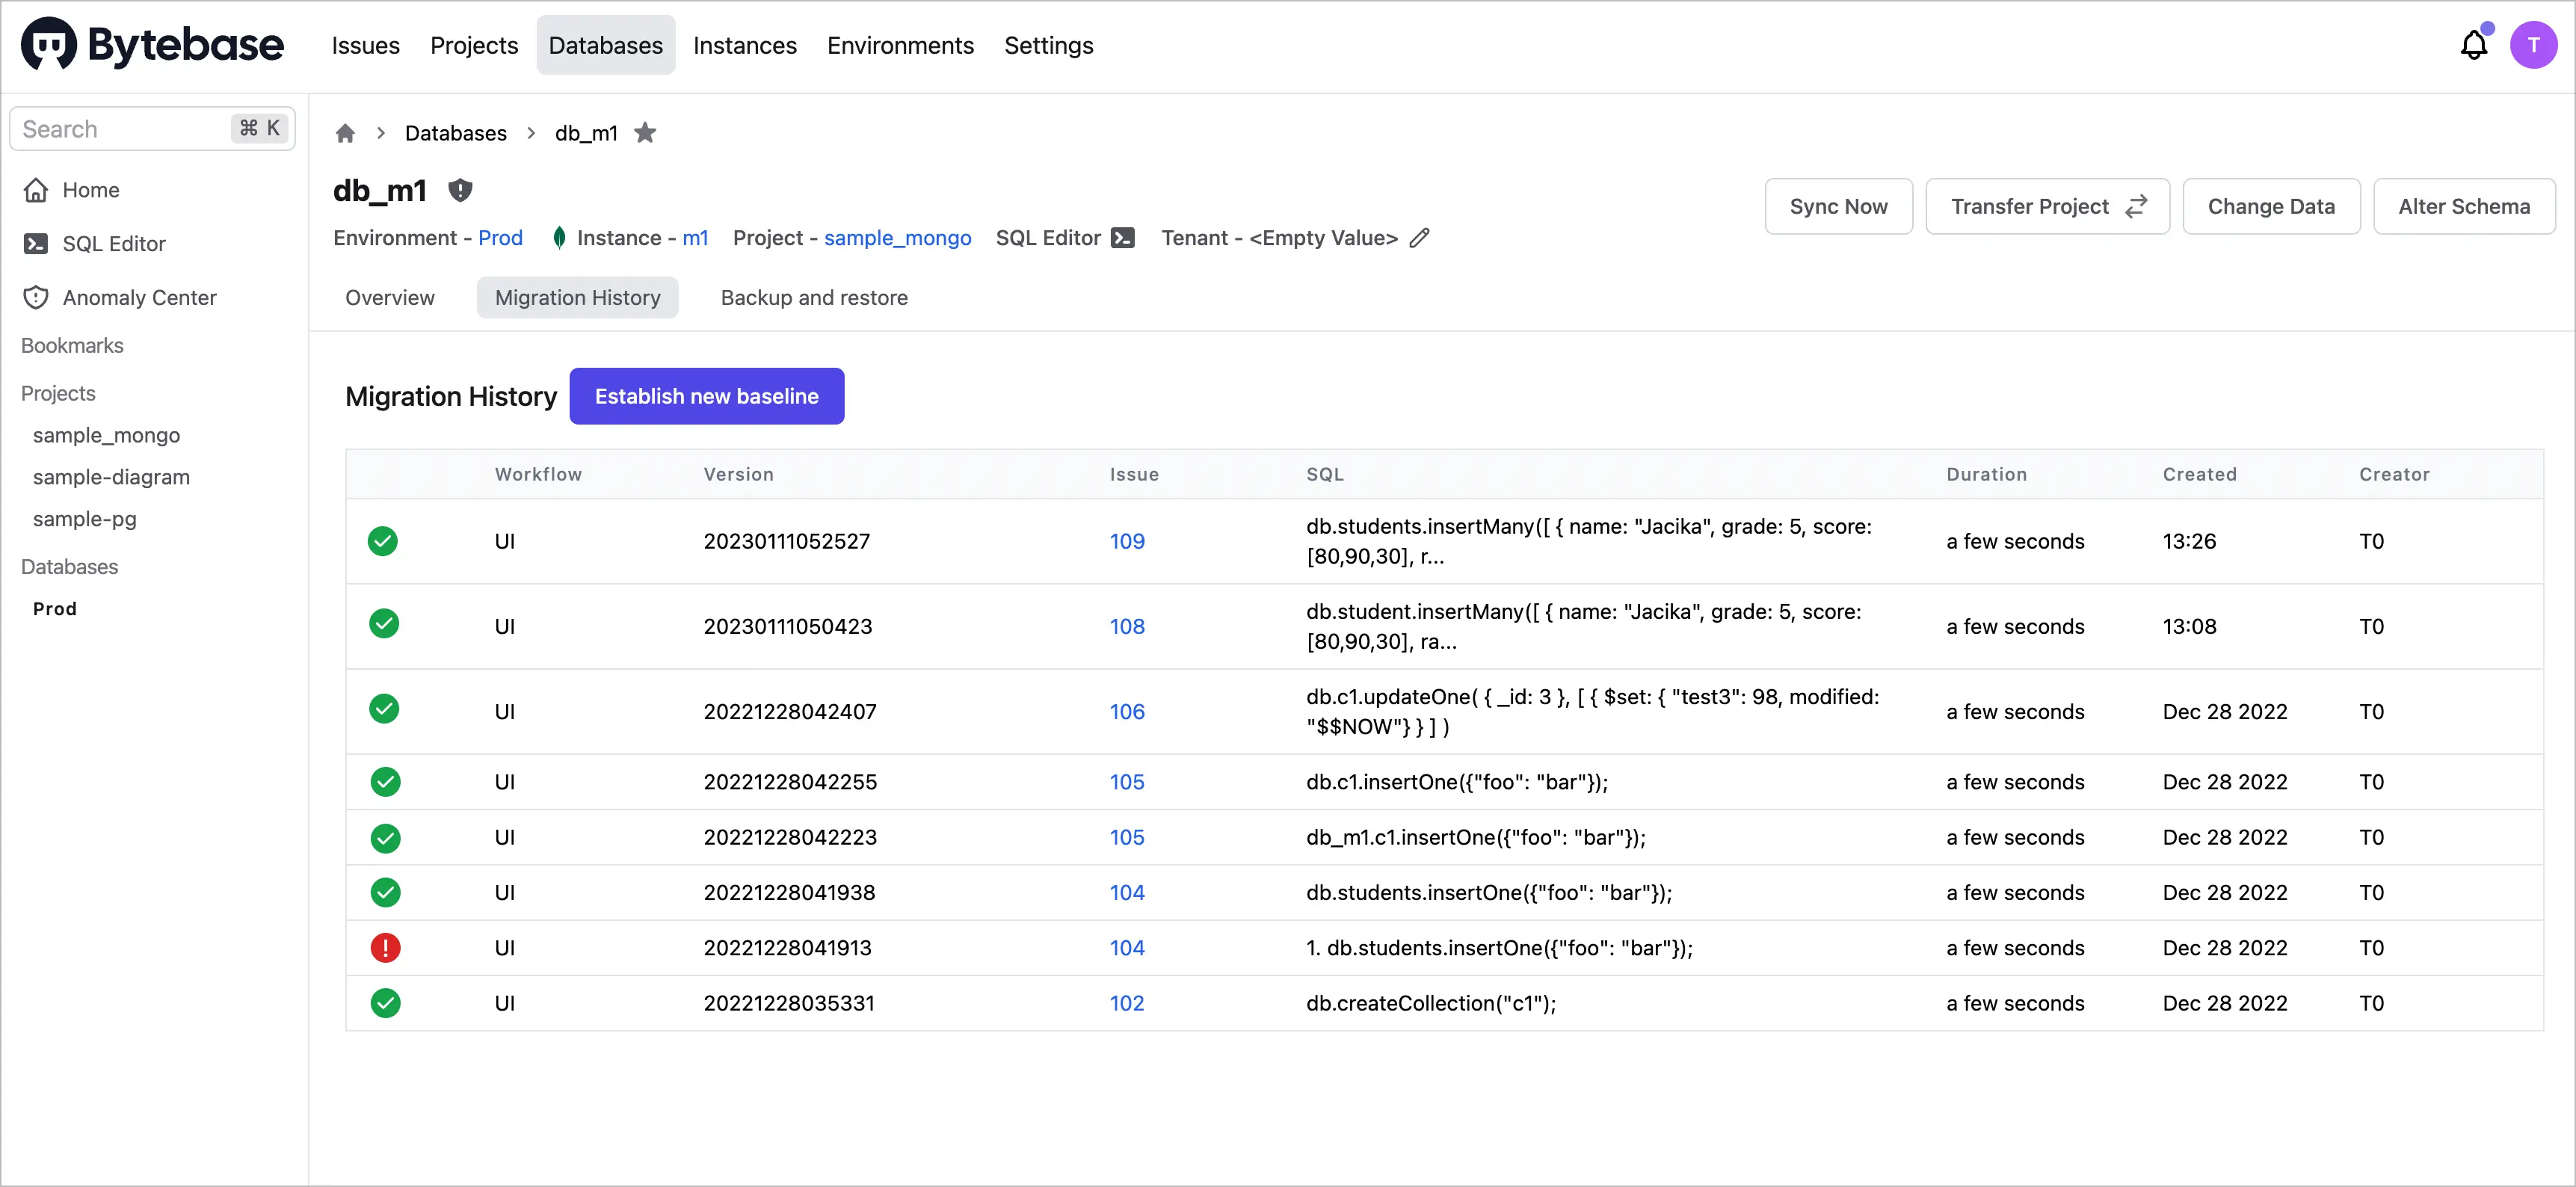 Bytebase
Issues Projects Databases Instances Environments Settings
T
Search ⌘ K
Home
SQL Editor
Anomaly Center
Bookmarks
Projects
sample_mongo
sample-diagram
sample-pg
Databases
Prod
Databases > db_m1
db_m1
Sync Now Transfer Project Change Data Alter Schema
Environment - Prod Instance - m1 Project - sample_mongo SQL Editor Tenant - <Empty Value>
Overview Migration History Backup and restore
Migration History Establish new baseline
Workflow Version Issue SQL Duration Created Creator
UI 20230111052527 109 db.students.insertMany([ { name: "Jacika", grade: 5, score:
[80,90,30], r... a few seconds 13:26 T0
UI 20230111050423 108 db.student.insertMany([ { name: "Jacika", grade: 5, score:
[80,90,30], ra... a few seconds 13:08 T0
UI 20221228042407 106 db.c1.updateOne( { _id: 3 }, [ { $set: { "test3": 98, modified:
"$$NOW"} } ] ) a few seconds Dec 28 2022 T0
UI 20221228042255 105 db.c1.insertOne({"foo": "bar"}); a few seconds Dec 28 2022 T0
UI 20221228042223 105 db_m1.c1.insertOne({"foo": "bar"}); a few seconds Dec 28 2022 T0
UI 20221228041938 104 db.students.insertOne({"foo": "bar"}); a few seconds Dec 28 2022 T0
UI 20221228041913 104 1. db.students.insertOne({"foo": "bar"}); a few seconds Dec 28 2022 T0
UI 20221228035331 102 db.createCollection("c1"); a few seconds Dec 28 2022 T0